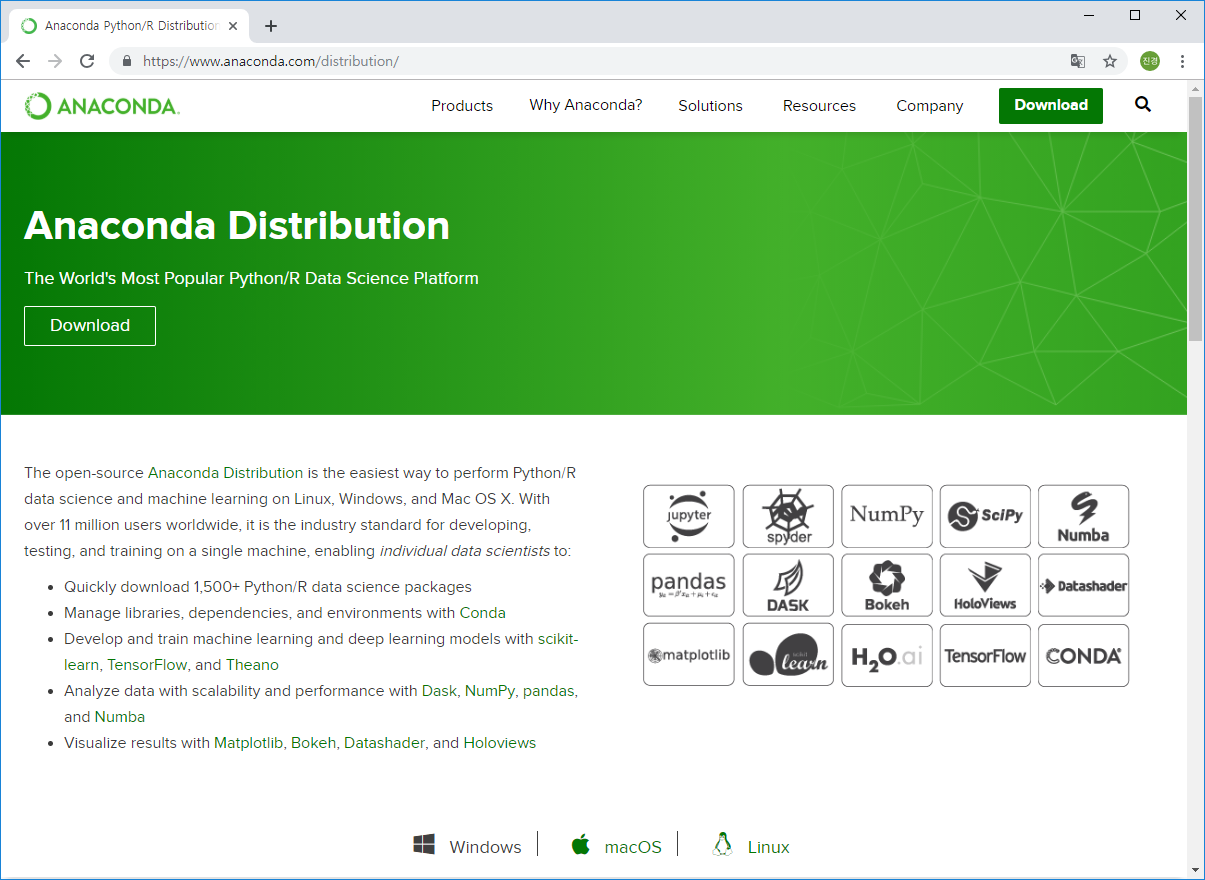 Anaconda Python/R Distribution
https://www.anaconda.com/distribution/
진경
ANACONDA.
Products
Why Anaconda?
Solutions
Resources
Company
Download
Anaconda Distribution
The World's Most Popular Python/R Data Science Platform
Download
The open-source Anaconda Distribution is the easiest way to perform Python/R
data science and machine learning on Linux, Windows, and Mac OS X. With
over 11 million users worldwide, it is the industry standard for developing,
testing, and training on a single machine, enabling individual data scientists to:
Quickly download 1,500+ Python/R data science packages
Manage libraries, dependencies, and environments with Conda
Develop and train machine learning and deep learning models with scikit-
learn, TensorFlow, and Theano
Analyze data with scalability and performance with Dask, NumPy, pandas,
and Numba
Visualize results with Matplotlib, Bokeh, Datashader, and Holoviews
jupyter
spyder
NumPy
SciPy
Numba
pandas
DASK
Bokeh
HoloViews
Datashader
matplotlib
scikit
learn
H2O.ai
TensorFlow
CONDA
Windows
macOS
Linux